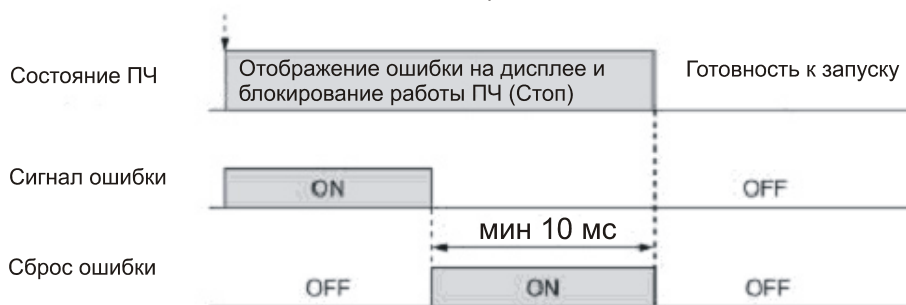 Состояние ПЧ
Отображение ошибки на дисплее и
блокирование работы ПЧ (Стоп)
Готовность к запуску
Сигнал ошибки
ON
OFF
мин 10 мс
Сброс ошибки
OFF
ON
OFF